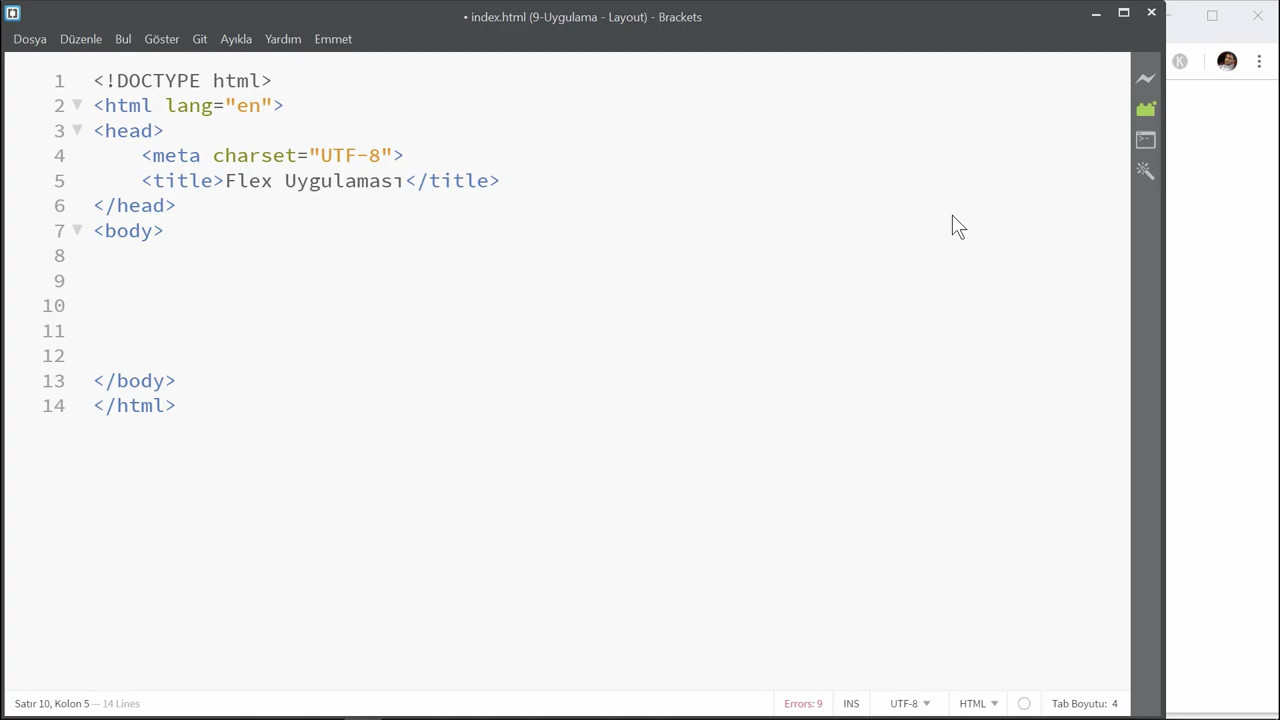 • index.html (9-Uygulama - Layout) - Brackets
Dosya Düzenle Bul Göster Git Ayıkla Yardım Emmet
1 <!DOCTYPE html>
2 <html lang="en">
3 <head>
4 <meta charset="UTF-8">
5 <title>Flex Uygulaması</title>
6 </head>
7 <body>
8
9
10
11
12
13 </body>
14 </html>
Satır 10, Kolon 5 — 14 Lines
Errors: 9 INS UTF-8 HTML Tab Boyutu: 4
K